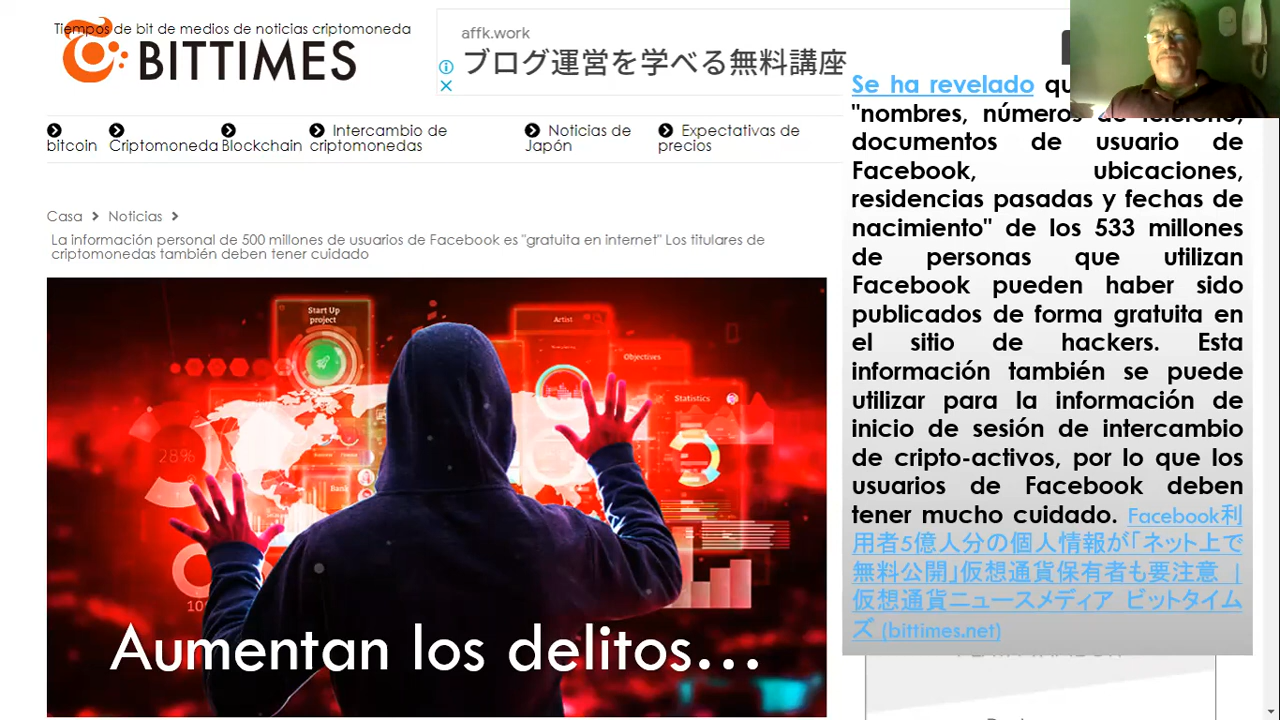 Tiempos de bit de medios de noticias criptomoneda
BITTIMES
affk.work
ブログ運営を学べる無料講座
bitcoin
Criptomoneda
Blockchain
Intercambio de
criptomonedas
Noticias de
Japón
Expectativas de
precios
Casa > Noticias >
La información personal de 500 millones de usuarios de Facebook es "gratuita en internet" Los titulares de
criptomonedas también deben tener cuidado
Start Up
project
Artist
Objectives
Statistics
28%
Bank
Aumentan los delitos...
Se ha revelado
"nombres, números de teléfono,
documentos de usuario de
Facebook, ubicaciones,
residencias pasadas y fechas de
nacimiento" de los 533 millones
de personas que utilizan
Facebook pueden haber sido
publicados de forma gratuita en
el sitio de hackers. Esta
información también se puede
utilizar para la información de
inicio de sesión de intercambio
de cripto-activos, por lo que los
usuarios de Facebook deben
tener mucho cuidado. Facebook利
用者5億人分の個人情報が「ネット上で
無料公開」仮想通貨保有者も要注意 |
仮想通貨ニュースメディア ビットタイム
ズ (bittimes.net)